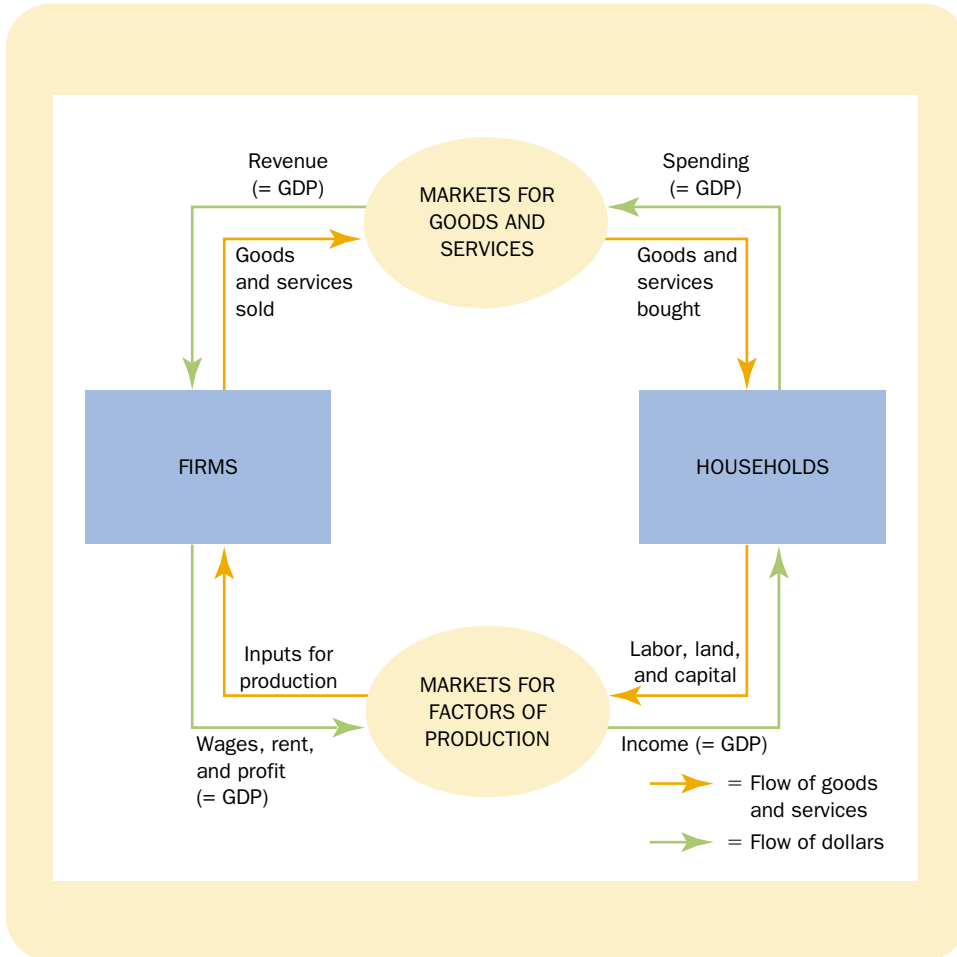 Revenue
(= GDP)
MARKETS FOR
GOODS AND
SERVICES
Spending
(= GDP)
Goods
and services
sold
Goods and
services
bought
FIRMS
HOUSEHOLDS
Inputs for
production
MARKETS FOR
FACTORS OF
PRODUCTION
Labor, land,
and capital
Wages, rent,
and profit
(= GDP)
Income (= GDP)
= Flow of goods
and services
= Flow of dollars